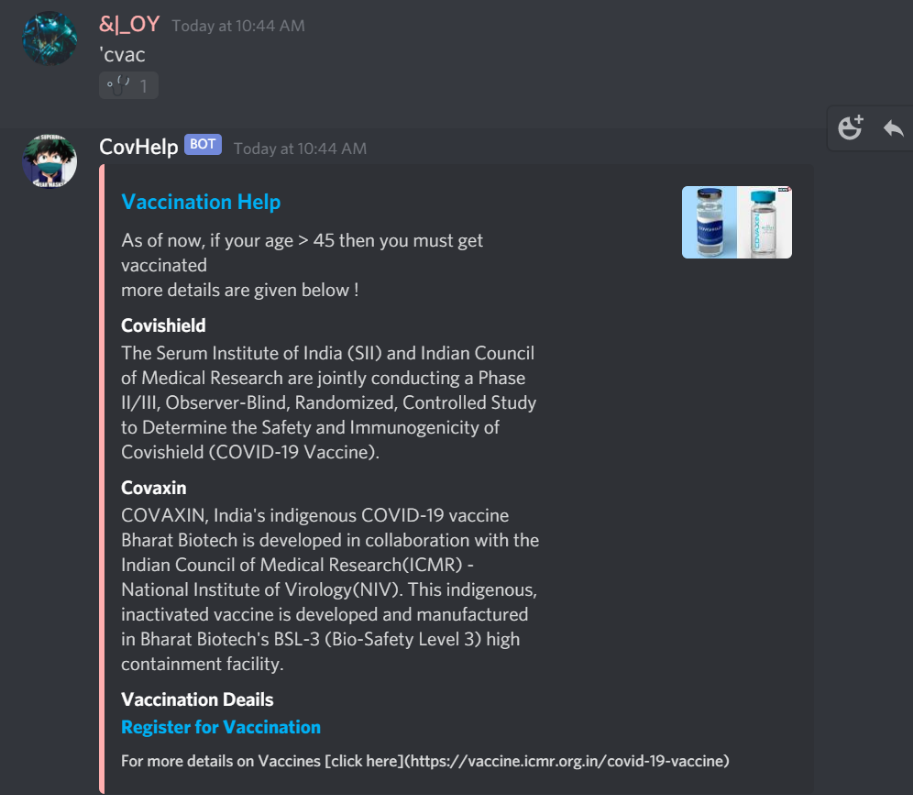 &|_OY Today at 10:44 AM
'cvac
1
CovHelp BOT Today at 10:44 AM
Vaccination Help
As of now, if your age > 45 then you must get
vaccinated
more details are given below !
Covishield
The Serum Institute of India (SII) and Indian Council
of Medical Research are jointly conducting a Phase
II/III, Observer-Blind, Randomized, Controlled Study
to Determine the Safety and Immunogenicity of
Covishield (COVID-19 Vaccine).
Covaxin
COVAXIN, India's indigenous COVID-19 vaccine
Bharat Biotech is developed in collaboration with the
Indian Council of Medical Research(ICMR) -
National Institute of Virology(NIV). This indigenous,
inactivated vaccine is developed and manufactured
in Bharat Biotech's BSL-3 (Bio-Safety Level 3) high
containment facility.
Vaccination Deails
Register for Vaccination
For more details on Vaccines [click here](https://vaccine.icmr.org.in/covid-19-vaccine)
COVISHIELD
COVAXIN